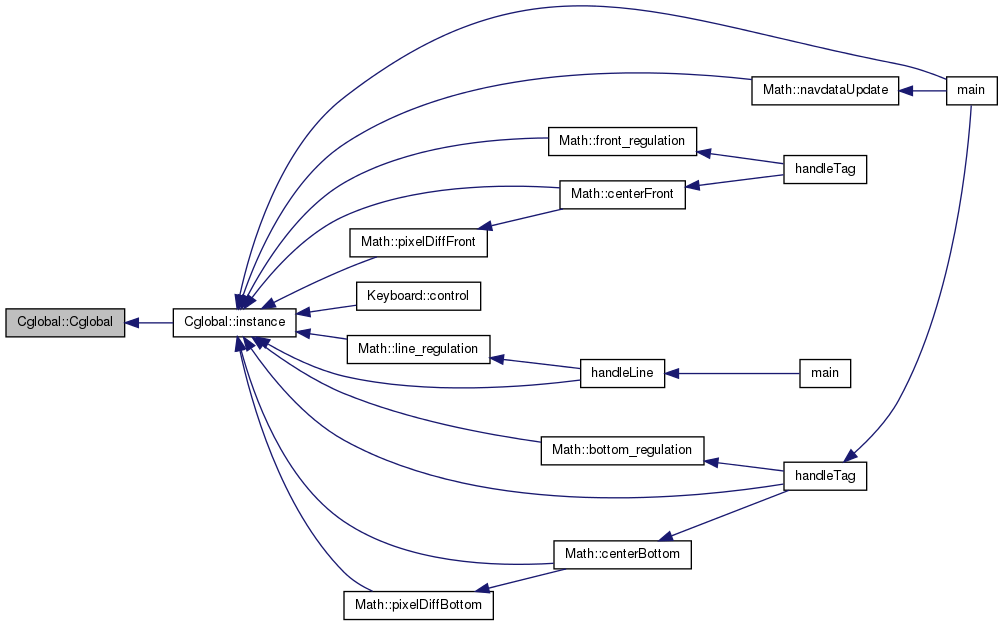 Math::navdataUpdate
main
Math::front_regulation
handleTag
Math::centerFront
Math::pixelDiffFront
Keyboard::control
Cglobal::Cglobal
Cglobal::instance
Math::line_regulation
handleLine
main
Math::bottom_regulation
handleTag
Math::centerBottom
Math::pixelDiffBottom